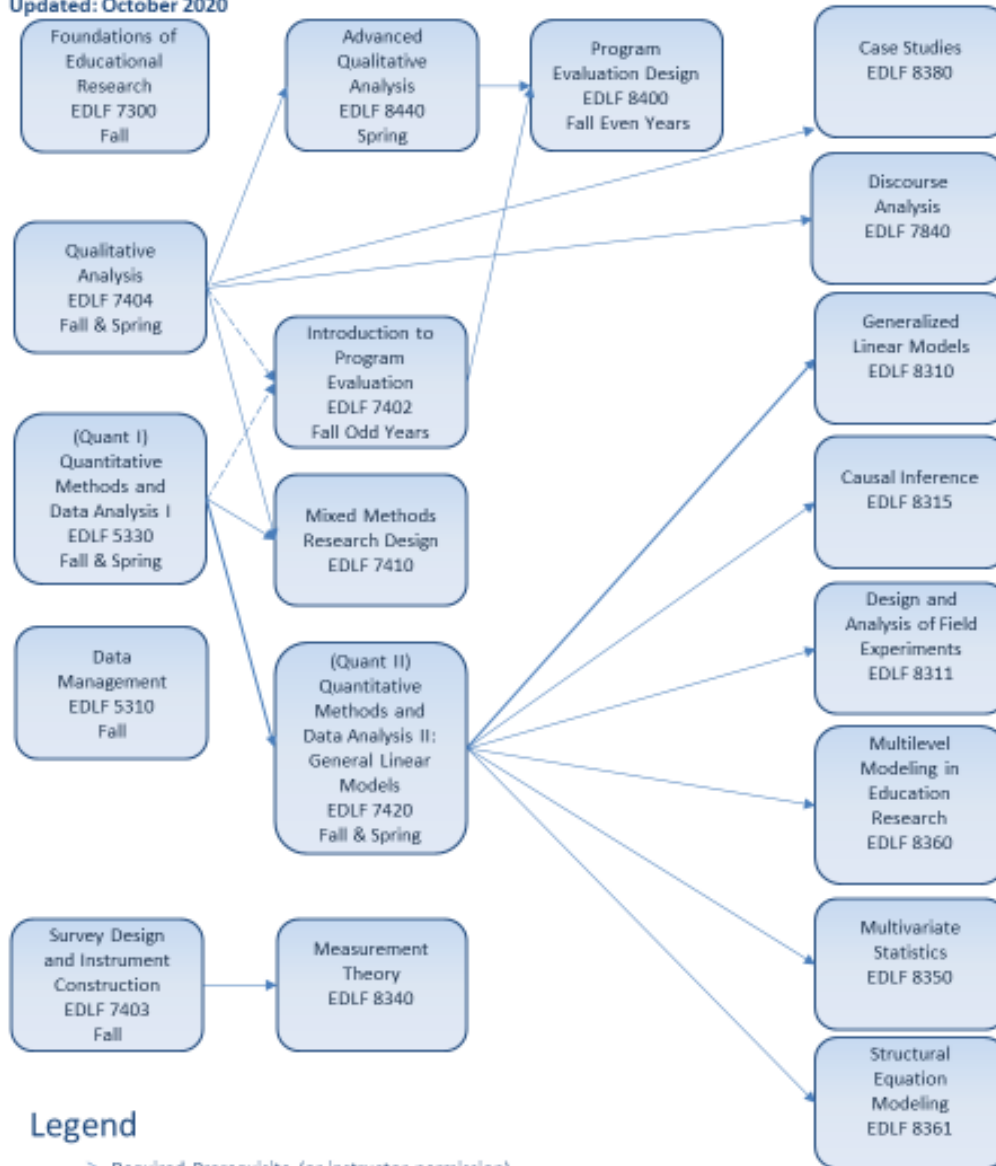 Updated: October 2020
Foundations of
Educational
Research
EDLF 7300
Fall
Advanced
Qualitative
Analysis
EDLF 8440
Spring
Program
Evaluation Design
EDLF 8400
Fall Even Years
Case Studies
EDLF 8380
Discourse
Analysis
EDLF 7840
Qualitative
Analysis
EDLF 7404
Fall & Spring
Introduction to
Program
Evaluation
EDLF 7402
Fall Odd Years
Generalized
Linear Models
EDLF 8310
(Quant I)
Quantitative
Methods and
Data Analysis I
EDLF 5330
Fall & Spring
Mixed Methods
Research Design
EDLF 7410
Causal Inference
EDLF 8315
Design and
Analysis of Field
Experiments
EDLF 8311
Data
Management
EDLF 5310
Fall
(Quant II)
Quantitative
Methods and
Data Analysis II:
General Linear
Models
EDLF 7420
Fall & Spring
Multilevel
Modeling in
Education
Research
EDLF 8360
Survey Design
and Instrument
Construction
EDLF 7403
Fall
Measurement
Theory
EDLF 8340
Multivariate
Statistics
EDLF 8350
Structural
Equation
Modeling
EDLF 8361
Legend
Required Prerequisite (or instructor permission)